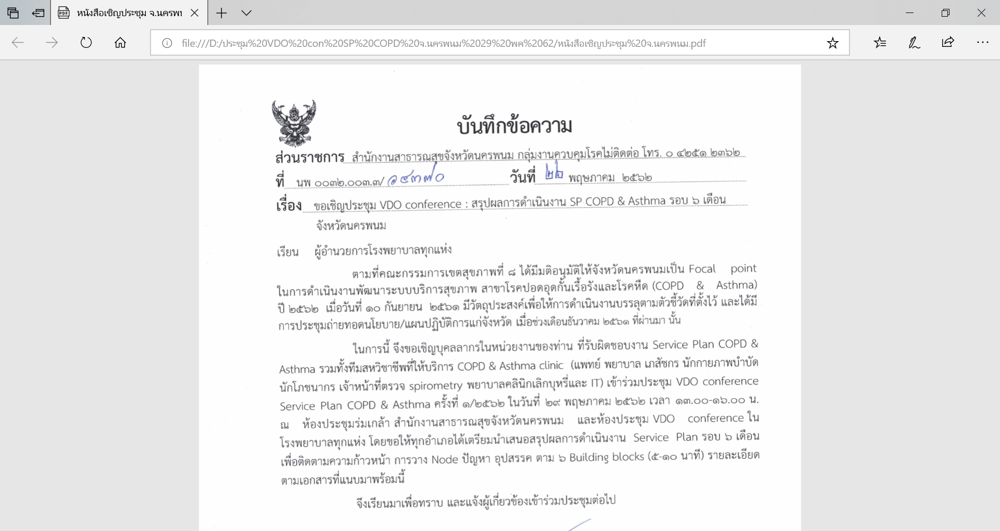 หนังสือเชิญประชุม จ.นครพน
file:///D:/ประชุม%20VDO%20con%20SP%20COPD%20จ.นครพนม%2029%20พค%2062/หนังสือเชิญประชุม%20จ.นครพนม.pdf
บันทึกข้อความ
ส่วนราชการ สำนักงานสาธารณสุขจังหวัดนครพนม กลุ่มงานควบคุมโรคไม่ติดต่อ โทร. ๐ ๔๒๕๑ ๒๓๖๒
ที่ นพ ๐๐๓๒.๐๐๓.๓/ ๑๔๓๗๐ วันที่ ๒๒ พฤษภาคม ๒๕๖๒
เรื่อง ขอเชิญประชุม VDO conference : สรุปผลการดำเนินงาน SP COPD & Asthma รอบ ๖ เดือน
จังหวัดนครพนม
เรียน ผู้อำนวยการโรงพยาบาลทุกแห่ง
ตามที่คณะกรรมการเขตสุขภาพที่ ๘ ได้มีมติอนุมัติให้จังหวัดนครพนมเป็น Focal point
ในการดำเนินงานพัฒนาระบบบริการสุขภาพ สาขาโรคปอดอุดกั้นเรื้อรังและโรคหืด (COPD & Asthma)
ปี ๒๕๖๒ เมื่อวันที่ ๑๐ กันยายน ๒๕๖๑ มีวัตถุประสงค์เพื่อให้การดำเนินงานบรรลุตามตัวชี้วัดที่ตั้งไว้ และได้มี
การประชุมถ่ายทอดนโยบาย/แผนปฏิบัติการแก่จังหวัด เมื่อช่วงเดือนธันวาคม ๒๕๖๑ ที่ผ่านมา นั้น
ในการนี้ จึงขอเชิญบุคลลากรในหน่วยงานของท่าน ที่รับผิดชอบงาน Service Plan COPD &
Asthma รวมทั้งทีมสหวิชาชีพที่ให้บริการ COPD & Asthma clinic (แพทย์ พยาบาล เภสัชกร นักกายภาพบำบัด
นักโภชนากร เจ้าหน้าที่ตรวจ spirometry พยาบาลคลินิกเลิกบุหรี่และ IT) เข้าร่วมประชุม VDO conference
Service Plan COPD & Asthma ครั้งที่ ๑/๒๕๖๒ ในวันที่ ๒๙ พฤษภาคม ๒๕๖๒ เวลา ๑๓.๐๐-๑๖.๐๐ น.
ณ ห้องประชุมร่มเกล้า สำนักงานสาธารณสุขจังหวัดนครพนม และห้องประชุม VDO conference ใน
โรงพยาบาลทุกแห่ง โดยขอให้ทุกอำเภอได้เตรียมนำเสนอสรุปผลการดำเนินงาน Service Plan รอบ ๖ เดือน
เพื่อติดตามความก้าวหน้า การวาง Node ปัญหา อุปสรรค ตาม ๖ Building blocks (๕-๑๐ นาที) รายละเอียด
ตามเอกสารที่แนบมาพร้อมนี้
จึงเรียนมาเพื่อทราบ และแจ้งผู้เกี่ยวข้องเข้าร่วมประชุมต่อไป